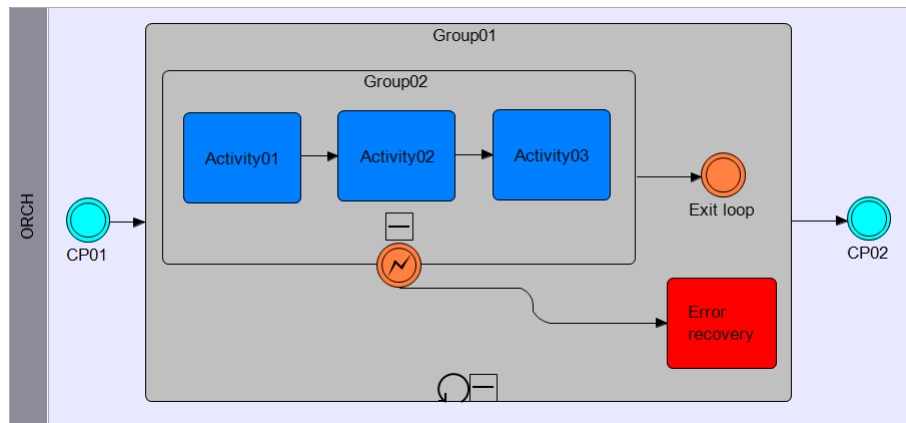 ORCH
Group01
Group02
Activity01
Activity02
Activity03
Exit loop
CP01
CP02
Error
recovery